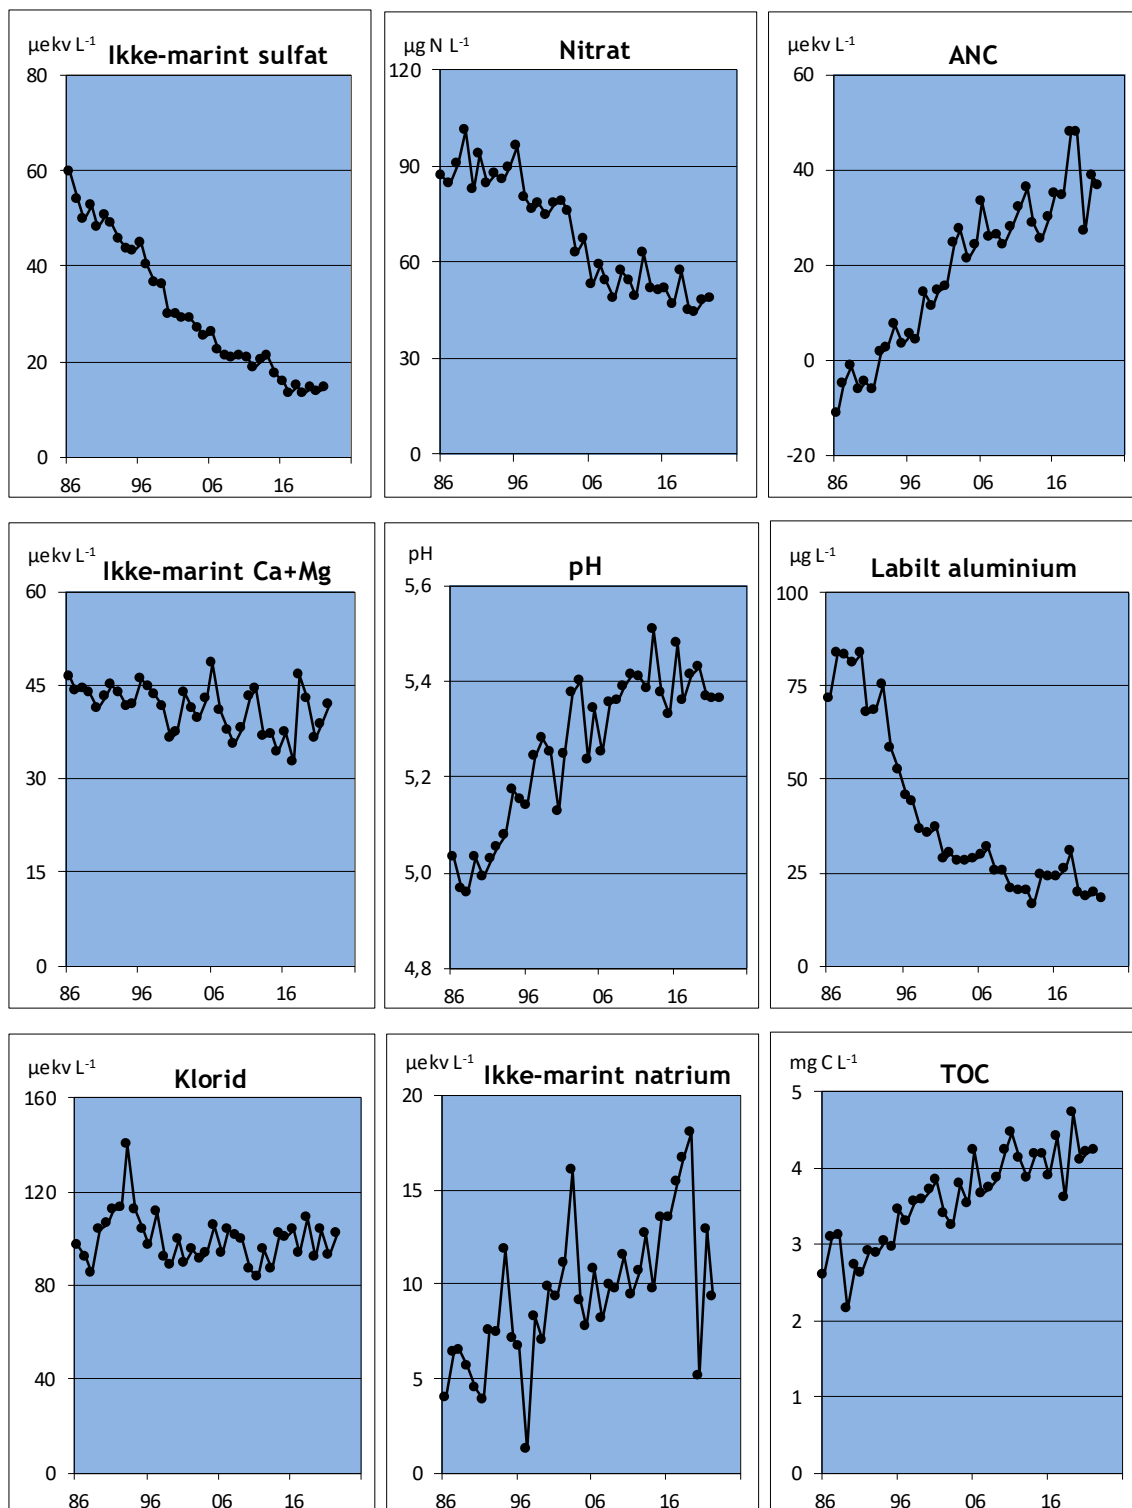 µekv L-1
Ikke-marint sulfat
80
60
40
20
0
86 96 06 16
µg N L-1
Nitrat
120
90
60
30
0
86 96 06 16
µekv L-1
ANC
60
40
20
0
-20
86 96 06 16
µekv L-1
Ikke-marint Ca+Mg
60
45
30
15
0
86 96 06 16
pH
pH
5,6
5,4
5,2
5,0
4,8
86 96 06 16
µg L-1
Labilt aluminium
100
75
50
25
0
86 96 06 16
µekv L-1
Klorid
160
120
80
40
0
86 96 06 16
µekv L-1
Ikke-marint natrium
20
15
10
5
0
86 96 06 16
mg C L-1
TOC
5
4
3
2
1
0
86 96 06 16